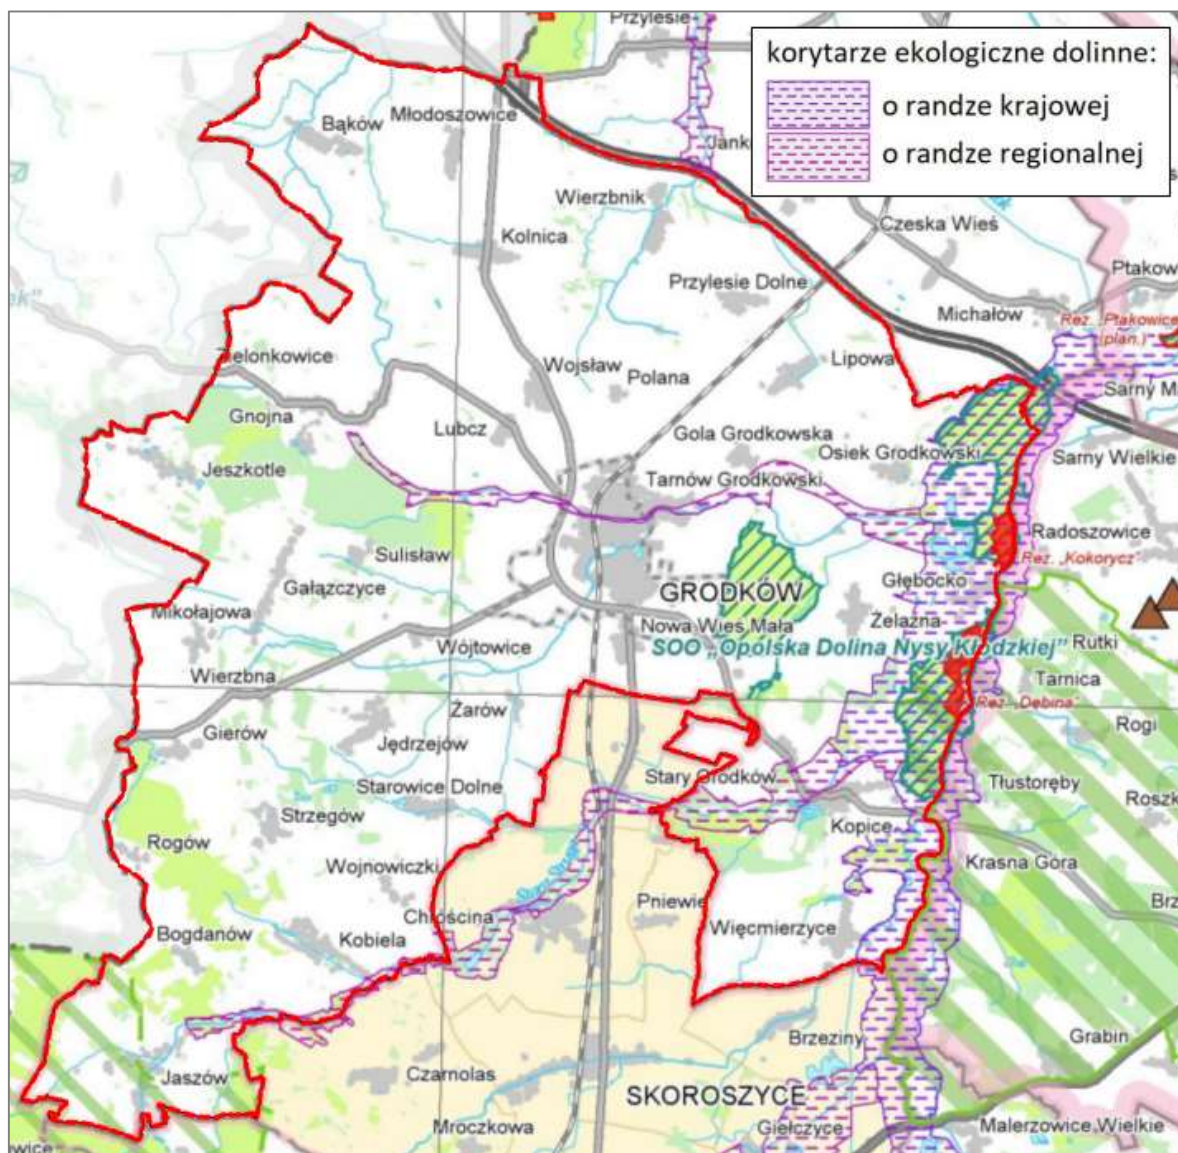 Przylesie
korytarze ekologiczne dolinne:
o randze krajowej
o randze regionalnej
Bąków
Młodoszowice
Wierzbnik
Kolnica
Czeska Wieś
Przylesie Dolne
Ptakow
Michałów
Rez. „Ptakowice
(plan.)
ek"
Zielonkowice
Wojsław
Polana
Lipowa
Sarny M
Gnojna
Lubcz
Gola Grodkowska
Osiek Grodkowski
Sarny Wielkie
Jeszkotle
Tarnów Grodkowski
Radoszowice
Sulisław
Rez. „Kokorycz"
Gałązczyce
GRODKÓW
Głębocko
Mikołajowa
Nowa Wieś Mała
Żelazna
Rutki
Wójtowice
SOO „Opolska Dolina Nysy Kłodzkiej"
Wierzbna
Tarnica
Rez. „Dębina"
Żarów
Rogi
Gierów
Jędrzejów
Stary Grodków
Tłustoręby
Starowice Dolne
Roszk
Strzegów
Kopice
Rogów
Krasna Góra
Wojnowiczki
Pniewie
Brz
Chróścina
Więcmierzyce
Bogdanów
Kobiela
Brzeziny
Grabin
Jaszów
Czarnolas
SKOROSZYCE
Mroczkowa
Giełczyce
Malerzowice Wielkie
ewice